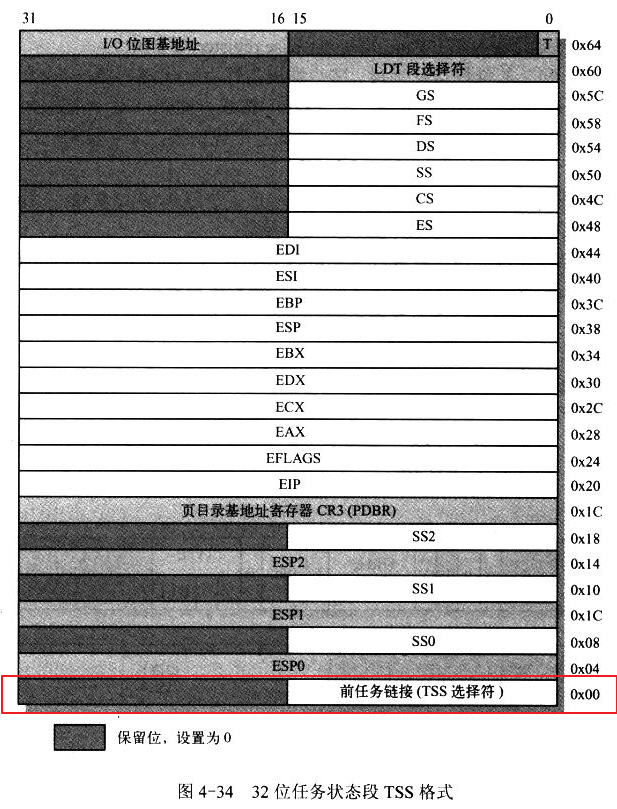 31 16 15 0
I/O 位图基地址 T 0x64
LDT 段选择符 0x60
GS 0x5C
FS 0x58
DS 0x54
SS 0x50
CS 0x4C
ES 0x48
EDI 0x44
ESI 0x40
EBP 0x3C
ESP 0x38
EBX 0x34
EDX 0x30
ECX 0x2C
EAX 0x28
EFLAGS 0x24
EIP 0x20
页目录基地址寄存器 CR3 (PDBR) 0x1C
SS2 0x18
ESP2 0x14
SS1 0x10
ESP1 0x1C
SS0 0x08
ESP0 0x04
前任务链接 (TSS 选择符) 0x00
保留位，设置为 0
图 4-34 32 位任务状态段 TSS 格式